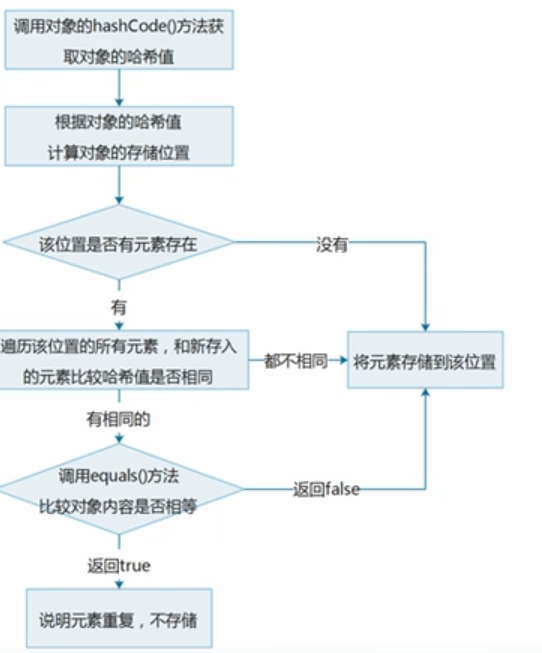 调用对象的hashCode()方法获
取对象的哈希值
根据对象的哈希值
计算对象的存储位置
该位置是否有元素存在
没有
有
遍历该位置的所有元素，和新存入
的元素比较哈希值是否相同
都不相同
将元素存储到该位置
有相同的
调用equals()方法
比较对象内容是否相等
返回false
返回true
说明元素重复，不存储